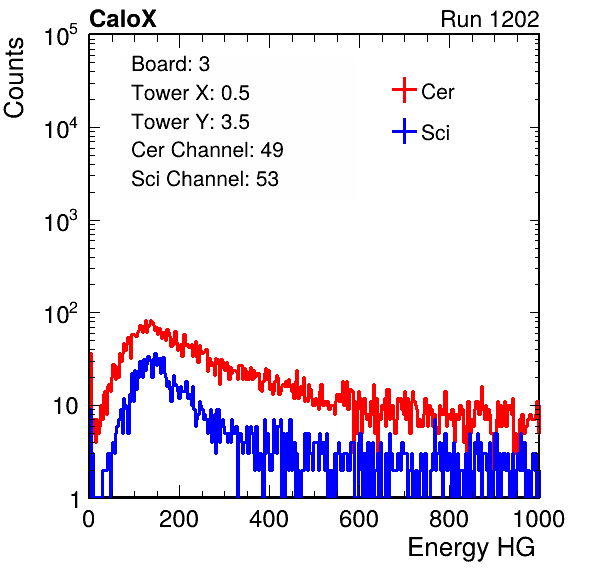 CaloX
Run 1202
Counts
10^5
10^4
10^3
10^2
10
1
Board: 3
Tower X: 0.5
Tower Y: 3.5
Cer Channel: 49
Sci Channel: 53
Cer
Sci
0 200 400 600 800 1000
Energy HG